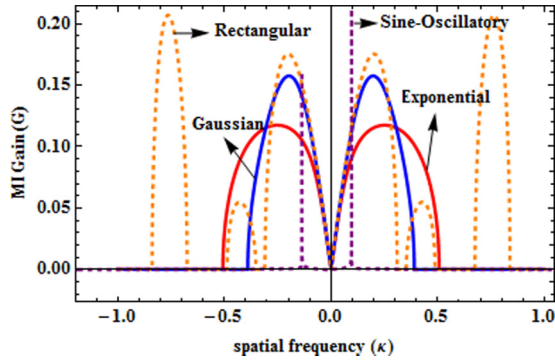 0.20
0.15
0.10
0.05
0.00
MI Gain(G)
Rectangular
Sine-Oscillatory
Exponential
Gaussian
-1.0 -0.5 0.0 0.5 1.0
spatial frequency (κ)